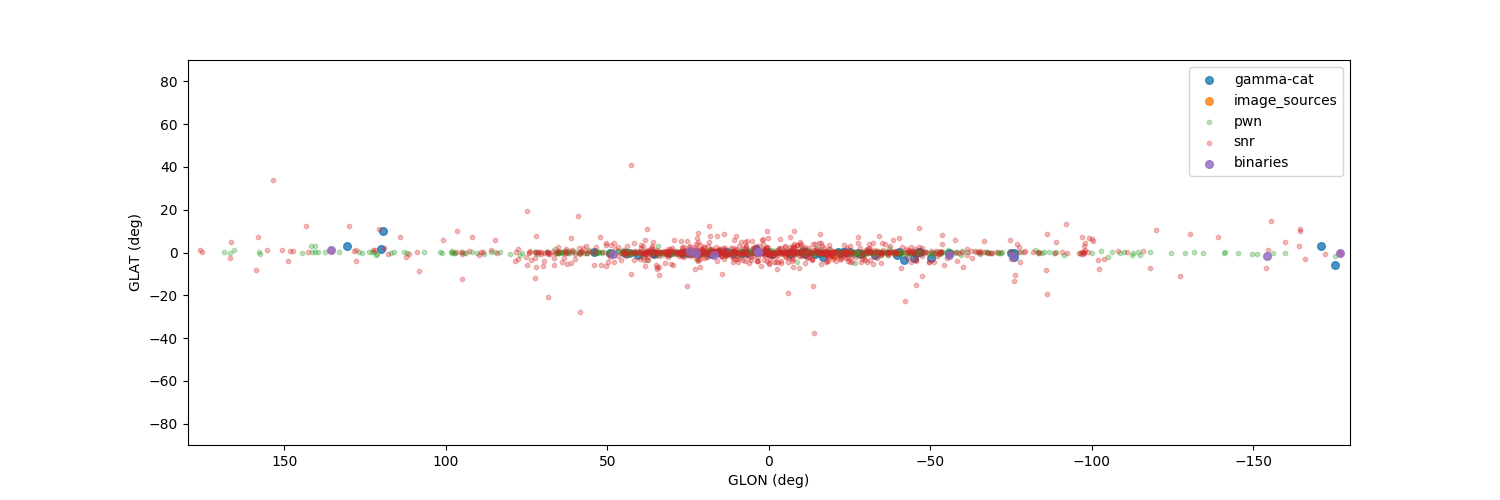 80
60
40
20
0
−20
−40
−60
−80
GLAT (deg)
150
100
50
0
−50
−100
−150
GLON (deg)
gamma-cat
image_sources
pwn
snr
binaries